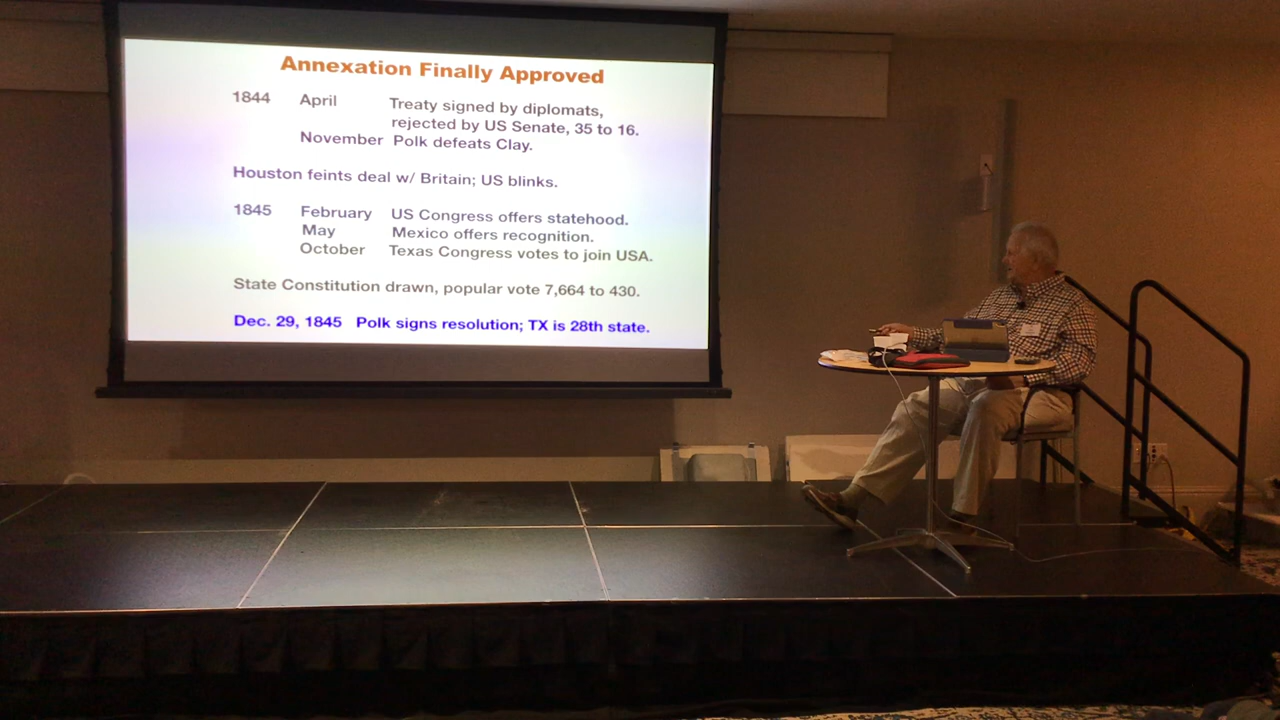 Annexation Finally Approved
1844 April Treaty signed by diplomats,
rejected by US Senate, 35 to 16.
November Polk defeats Clay.
Houston feints deal w/ Britain; US blinks.
1845 February US Congress offers statehood.
May Mexico offers recognition.
October Texas Congress votes to join USA.
State Constitution drawn, popular vote 7,664 to 430.
Dec. 29, 1845 Polk signs resolution; TX is 28th state.